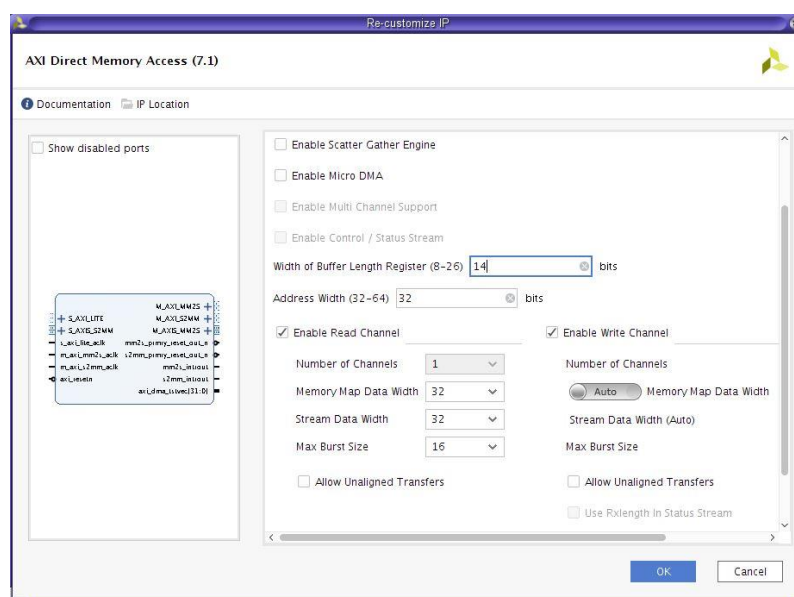 Re-customize IP
AXI Direct Memory Access (7.1)
Documentation IP Location
Show disabled ports
S_AXI_LITE
S_AXIS_S2MM
s_axi_lite_aclk
m_axi_mm2s_aclk
m_axi_s2mm_aclk
axi_resetn
M_AXI_MM2S
M_AXI_S2MM
M_AXIS_MM2S
mm2s_prmry_reset_out_n
s2mm_prmry_reset_out_n
mm2s_introut
s2mm_introut
axi_dma_tstvec[31:0]
Enable Scatter Gather Engine
Enable Micro DMA
Enable Multi Channel Support
Enable Control / Status Stream
Width of Buffer Length Register (8-26) 14 bits
Address Width (32-64) 32 bits
Enable Read Channel Enable Write Channel
Number of Channels 1 Number of Channels
Memory Map Data Width 32 Auto Memory Map Data Width
Stream Data Width 32 Stream Data Width (Auto)
Max Burst Size 16 Max Burst Size
Allow Unaligned Transfers Allow Unaligned Transfers
Use Rxlength In Status Stream
OK Cancel